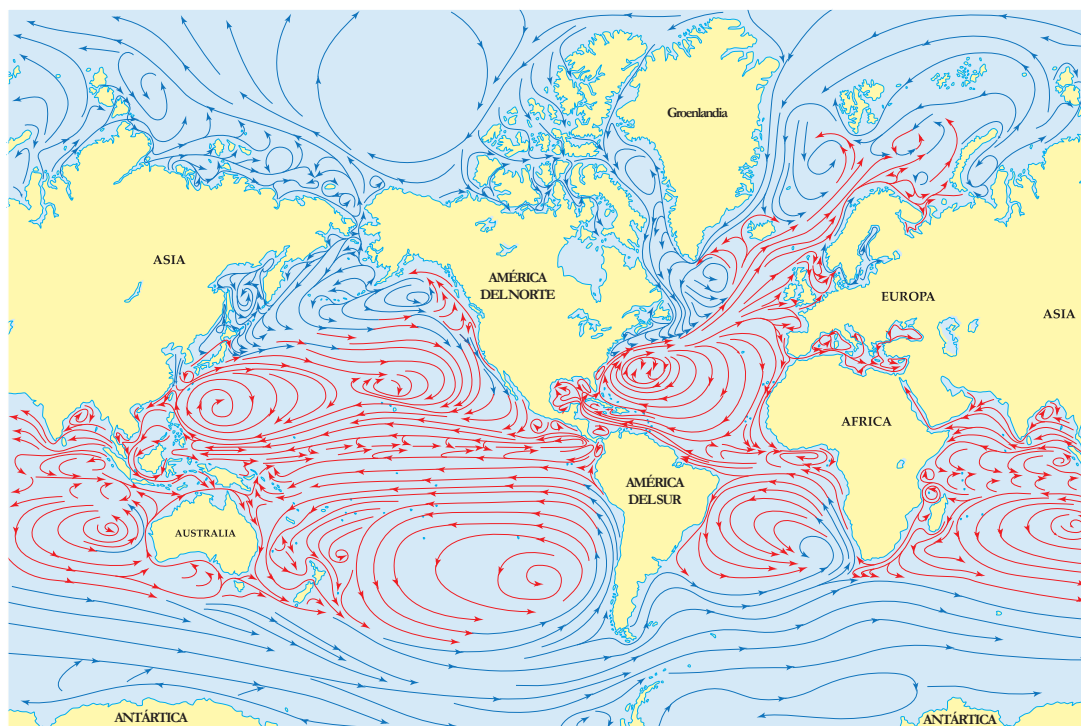 Groenlandia
ASIA
AMÉRICA
DEL NORTE
EUROPA
ASIA
AFRICA
AMÉRICA
DEL SUR
AUSTRALIA
ANTÁRTICA
ANTÁRTICA